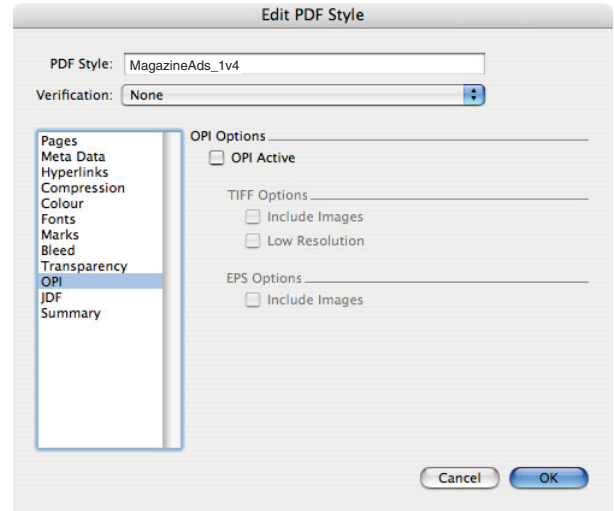 Edit PDF Style
PDF Style: MagazineAds_1v4
Verification: None
Pages
Meta Data
Hyperlinks
Compression
Colour
Fonts
Marks
Bleed
Transparency
OPI
JDF
Summary
OPI Options
OPI Active
TIFF Options
Include Images
Low Resolution
EPS Options
Include Images
Cancel OK